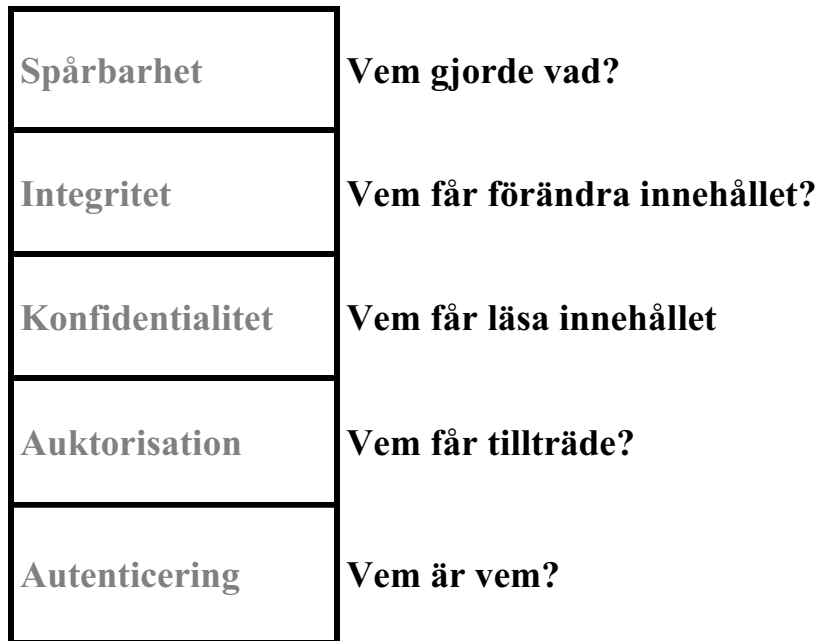 Spårbarhet Vem gjorde vad?
Integritet Vem får förändra innehållet?
Konfidentialitet Vem får läsa innehållet
Auktorisation Vem får tillträde?
Autenticering Vem är vem?